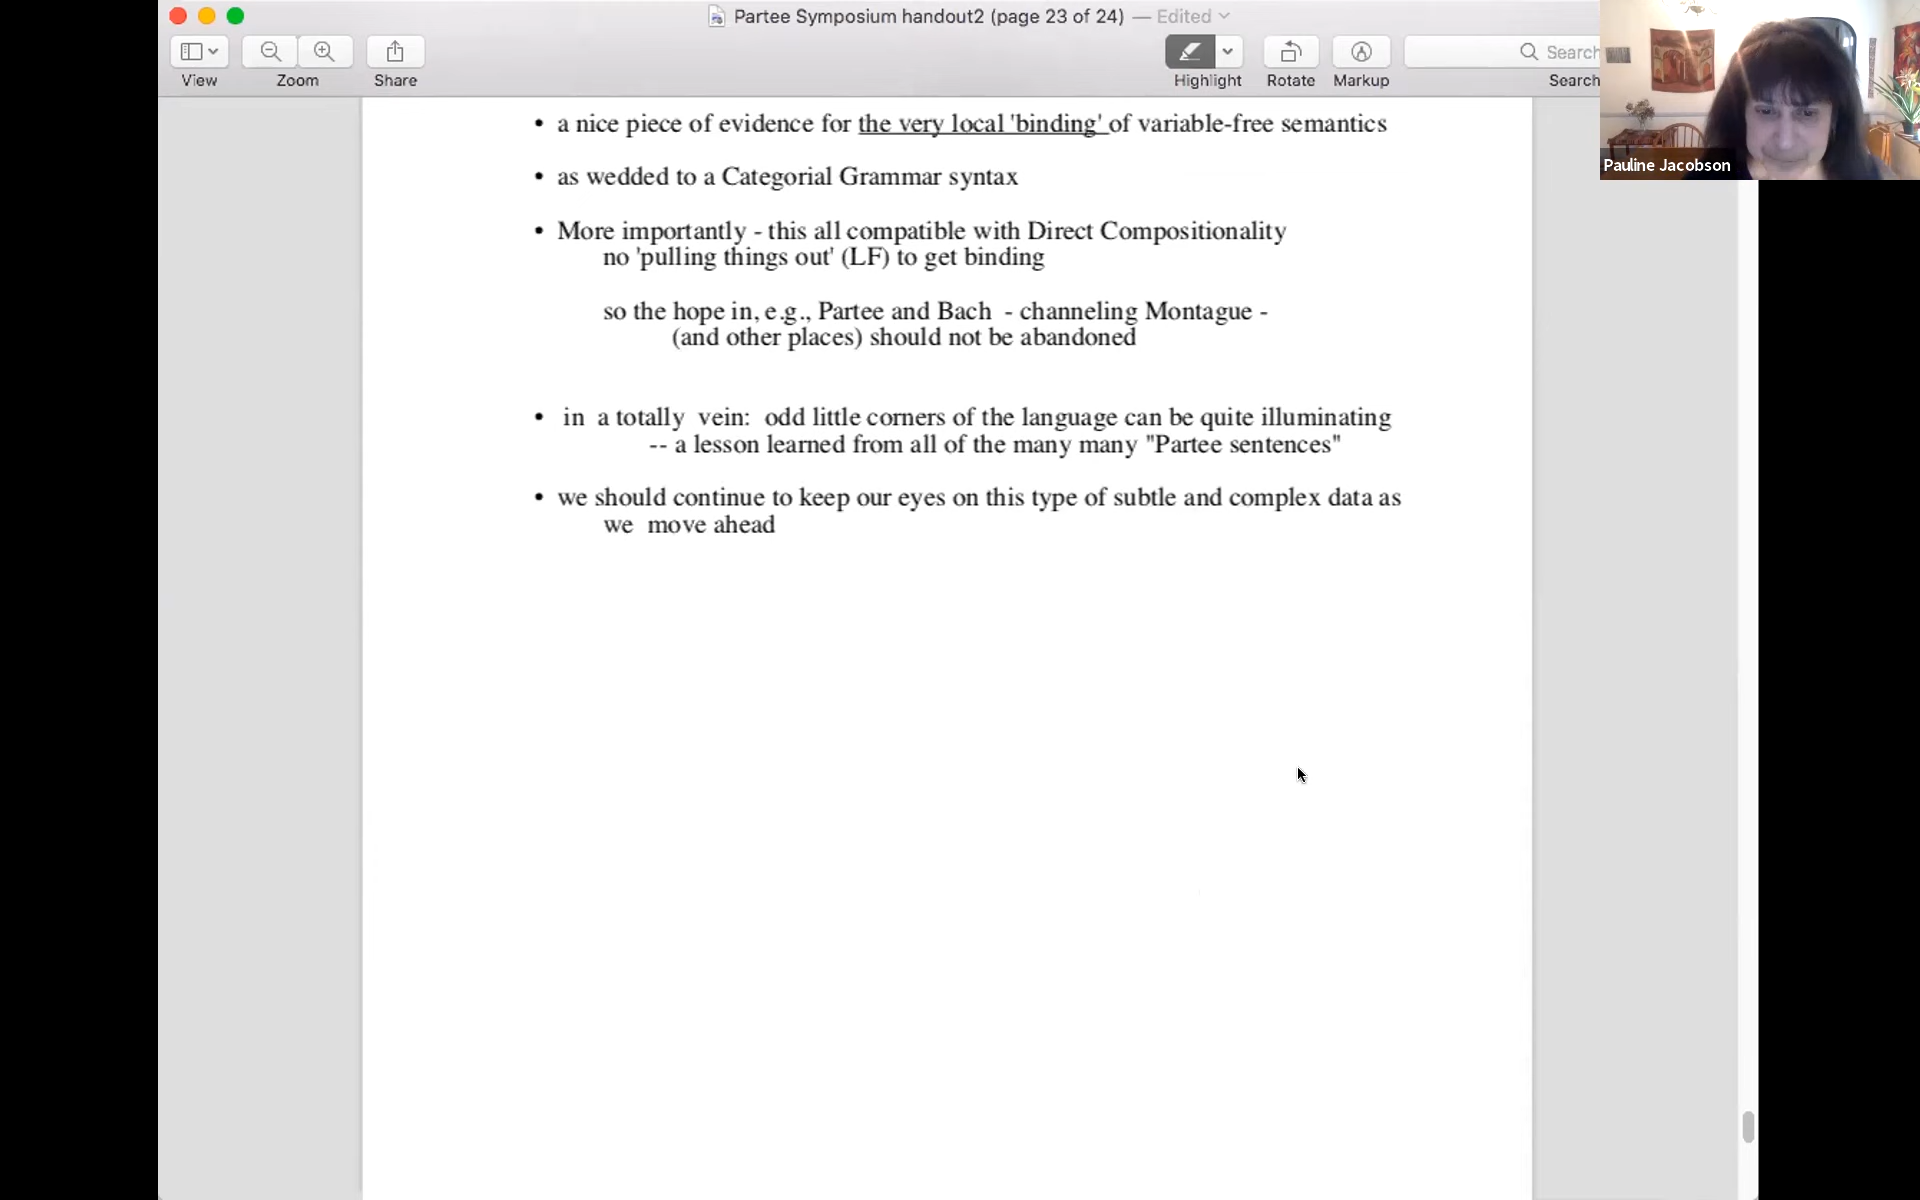 Partee Symposium handout2 (page 23 of 24) — Edited
View
Zoom
Share
Highlight
Rotate
Markup
Search
Search
Pauline Jacobson
• a nice piece of evidence for the very local 'binding' of variable-free semantics
• as wedded to a Categorial Grammar syntax
• More importantly - this all compatible with Direct Compositionality
no 'pulling things out' (LF) to get binding
so the hope in, e.g., Partee and Bach - channeling Montague -
(and other places) should not be abandoned
• in a totally vein: odd little corners of the language can be quite illuminating
-- a lesson learned from all of the many many "Partee sentences"
• we should continue to keep our eyes on this type of subtle and complex data as
we move ahead